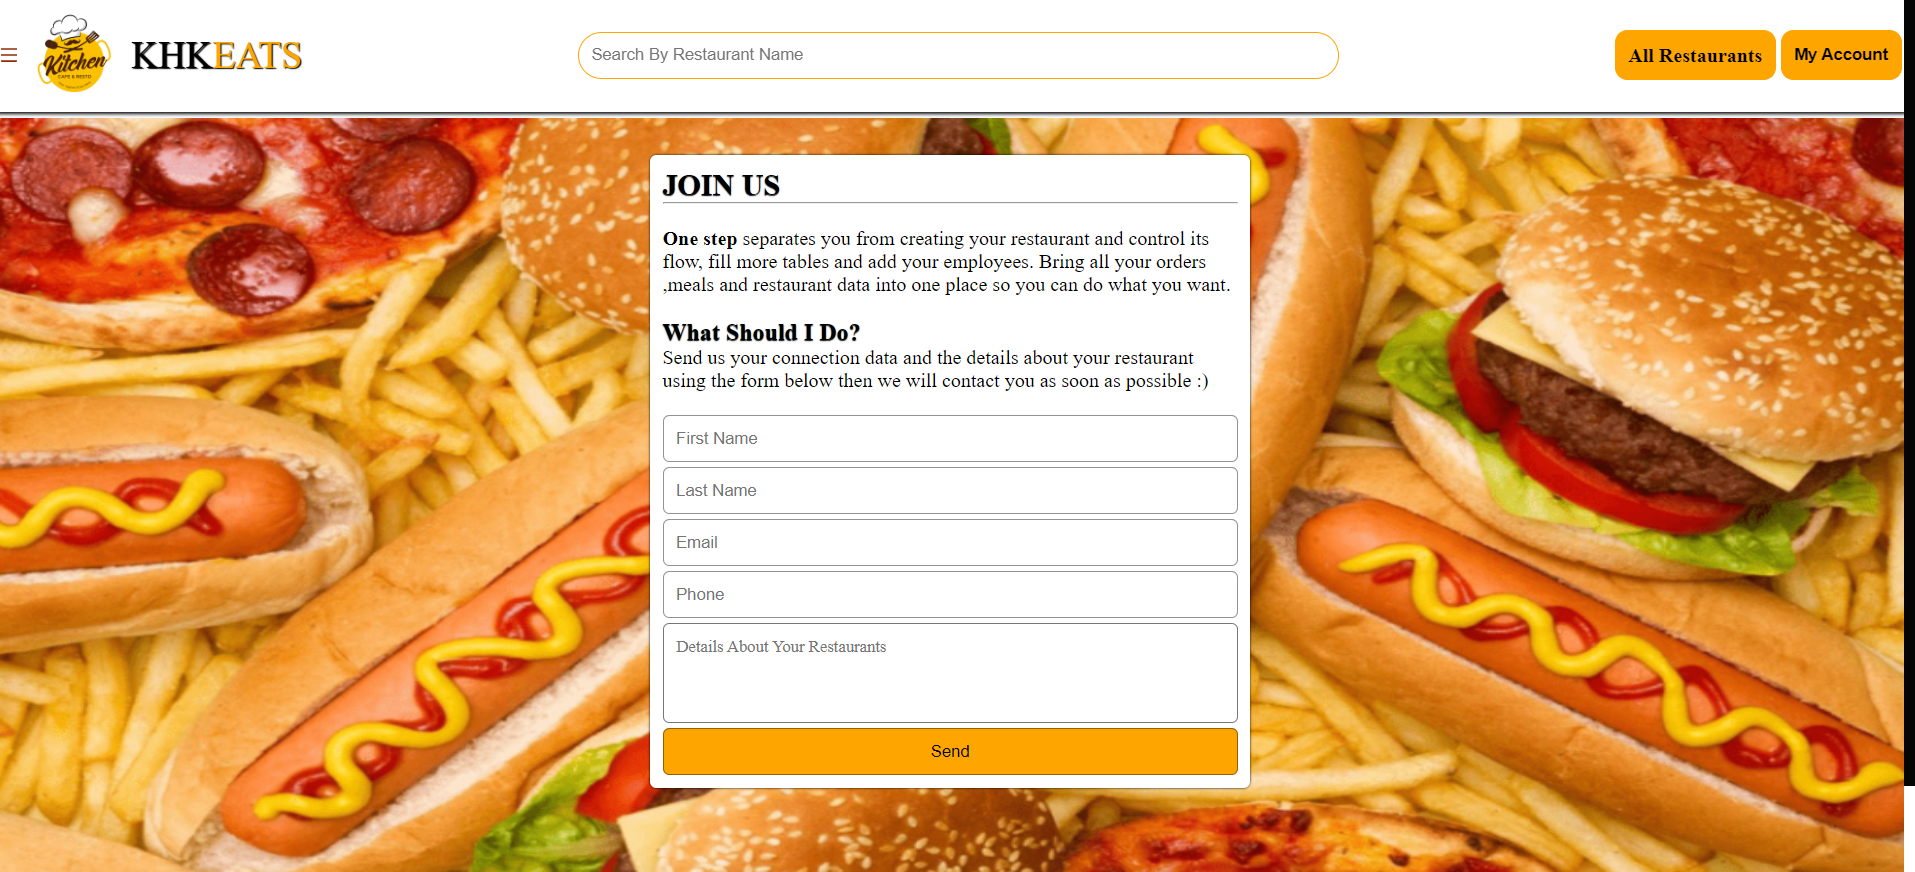 Kitchen
CAFE & RESTO
KHKEATS
Search By Restaurant Name
All Restaurants
My Account
JOIN US
One step separates you from creating your restaurant and control its
flow, fill more tables and add your employees. Bring all your orders
,meals and restaurant data into one place so you can do what you want.
What Should I Do?
Send us your connection data and the details about your restaurant
using the form below then we will contact you as soon as possible :)
First Name
Last Name
Email
Phone
Details About Your Restaurants
Send